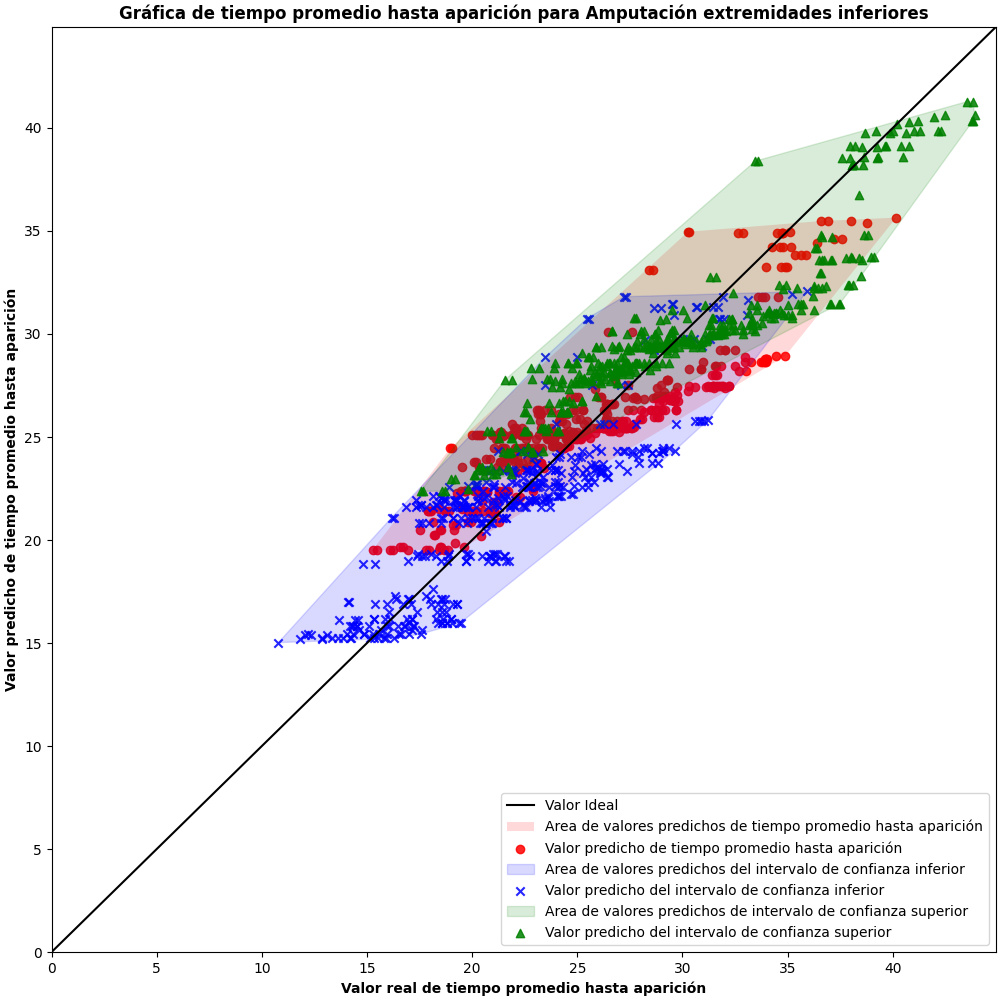 Gráfica de tiempo promedio hasta aparición para Amputación extremidades inferiores
Valor predicho de tiempo promedio hasta aparición
40
35
30
25
20
15
10
5
0
0 5 10 15 20 25 30 35 40
Valor real de tiempo promedio hasta aparición
Valor Ideal
Area de valores predichos de tiempo promedio hasta aparición
Valor predicho de tiempo promedio hasta aparición
Area de valores predichos del intervalo de confianza inferior
Valor predicho del intervalo de confianza inferior
Area de valores predichos de intervalo de confianza superior
Valor predicho del intervalo de confianza superior